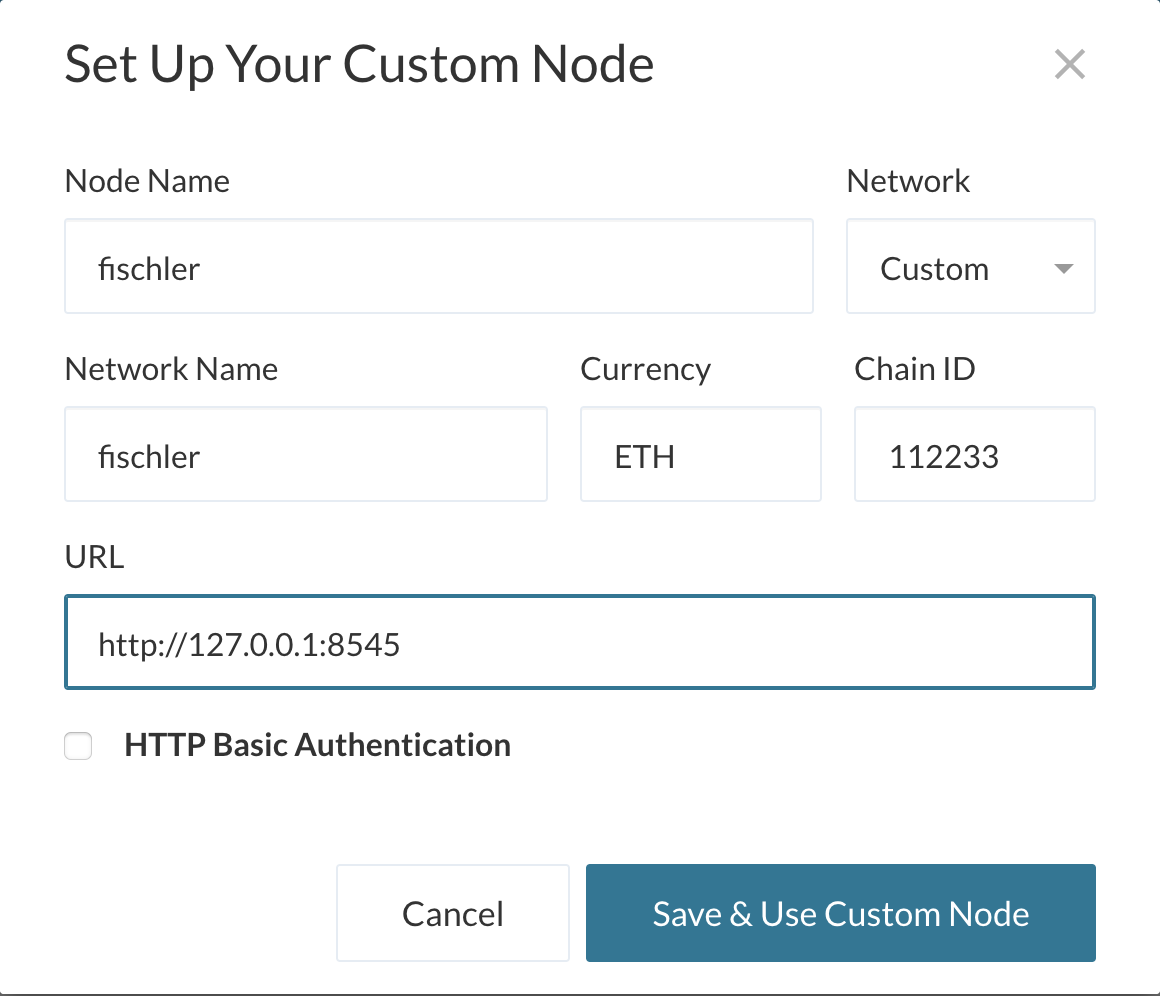 Set Up Your Custom Node
Node Name
Network
fischler
Custom
Network Name
Currency
Chain ID
fischler
ETH
112233
URL
http://127.0.0.1:8545
HTTP Basic Authentication
Cancel
Save & Use Custom Node